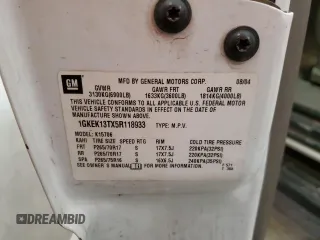 GM
MFD BY GENERAL MOTORS CORP. 08/04
GVWR GAWR FRT GAWR RR
3130KG(6900LB) 1633KG(3600LB) 1814KG(4000LB)
THIS VEHICLE CONFORMS TO ALL APPLICABLE U.S. FEDERAL MOTOR
VEHICLE SAFETY STANDARDS IN EFFECT ON THE DATE OF
MANUFACTURE SHOWN ABOVE.
1GKEK13TX5R118933 TYPE: M.P.V.
MODEL: K15706
TIRE SIZE SPEED RTG RIM COLD TIRE PRESSURE
FRT P265/70R17 S 17X7.5J 220KPA(32PSI)
RR P265/70R17 S 17X7.5J 220KPA(32PSI)
SPA P265/75R16 S 16X6.5J 240KPA(35PSI)
SEE OWNER'S MANUAL FOR ADDITIONAL INFORMATION
DREAMBID